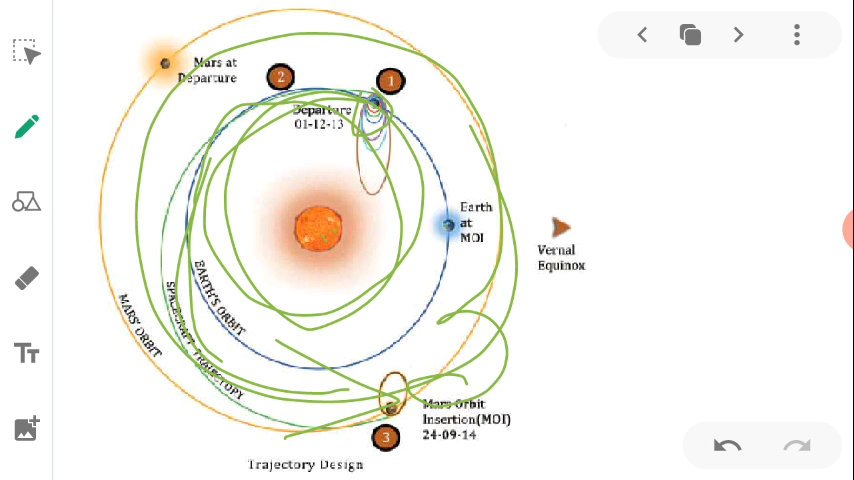 Mars at
Departure
2
1
Departure
01-12-13
Earth
at
MOI
Vernal
Equinox
EARTH'S ORBIT
SPACECRAFT TRAJECTORY
MARS' ORBIT
Mars Orbit
Insertion(MOI)
24-09-14
3
Trajectory Design
Tт